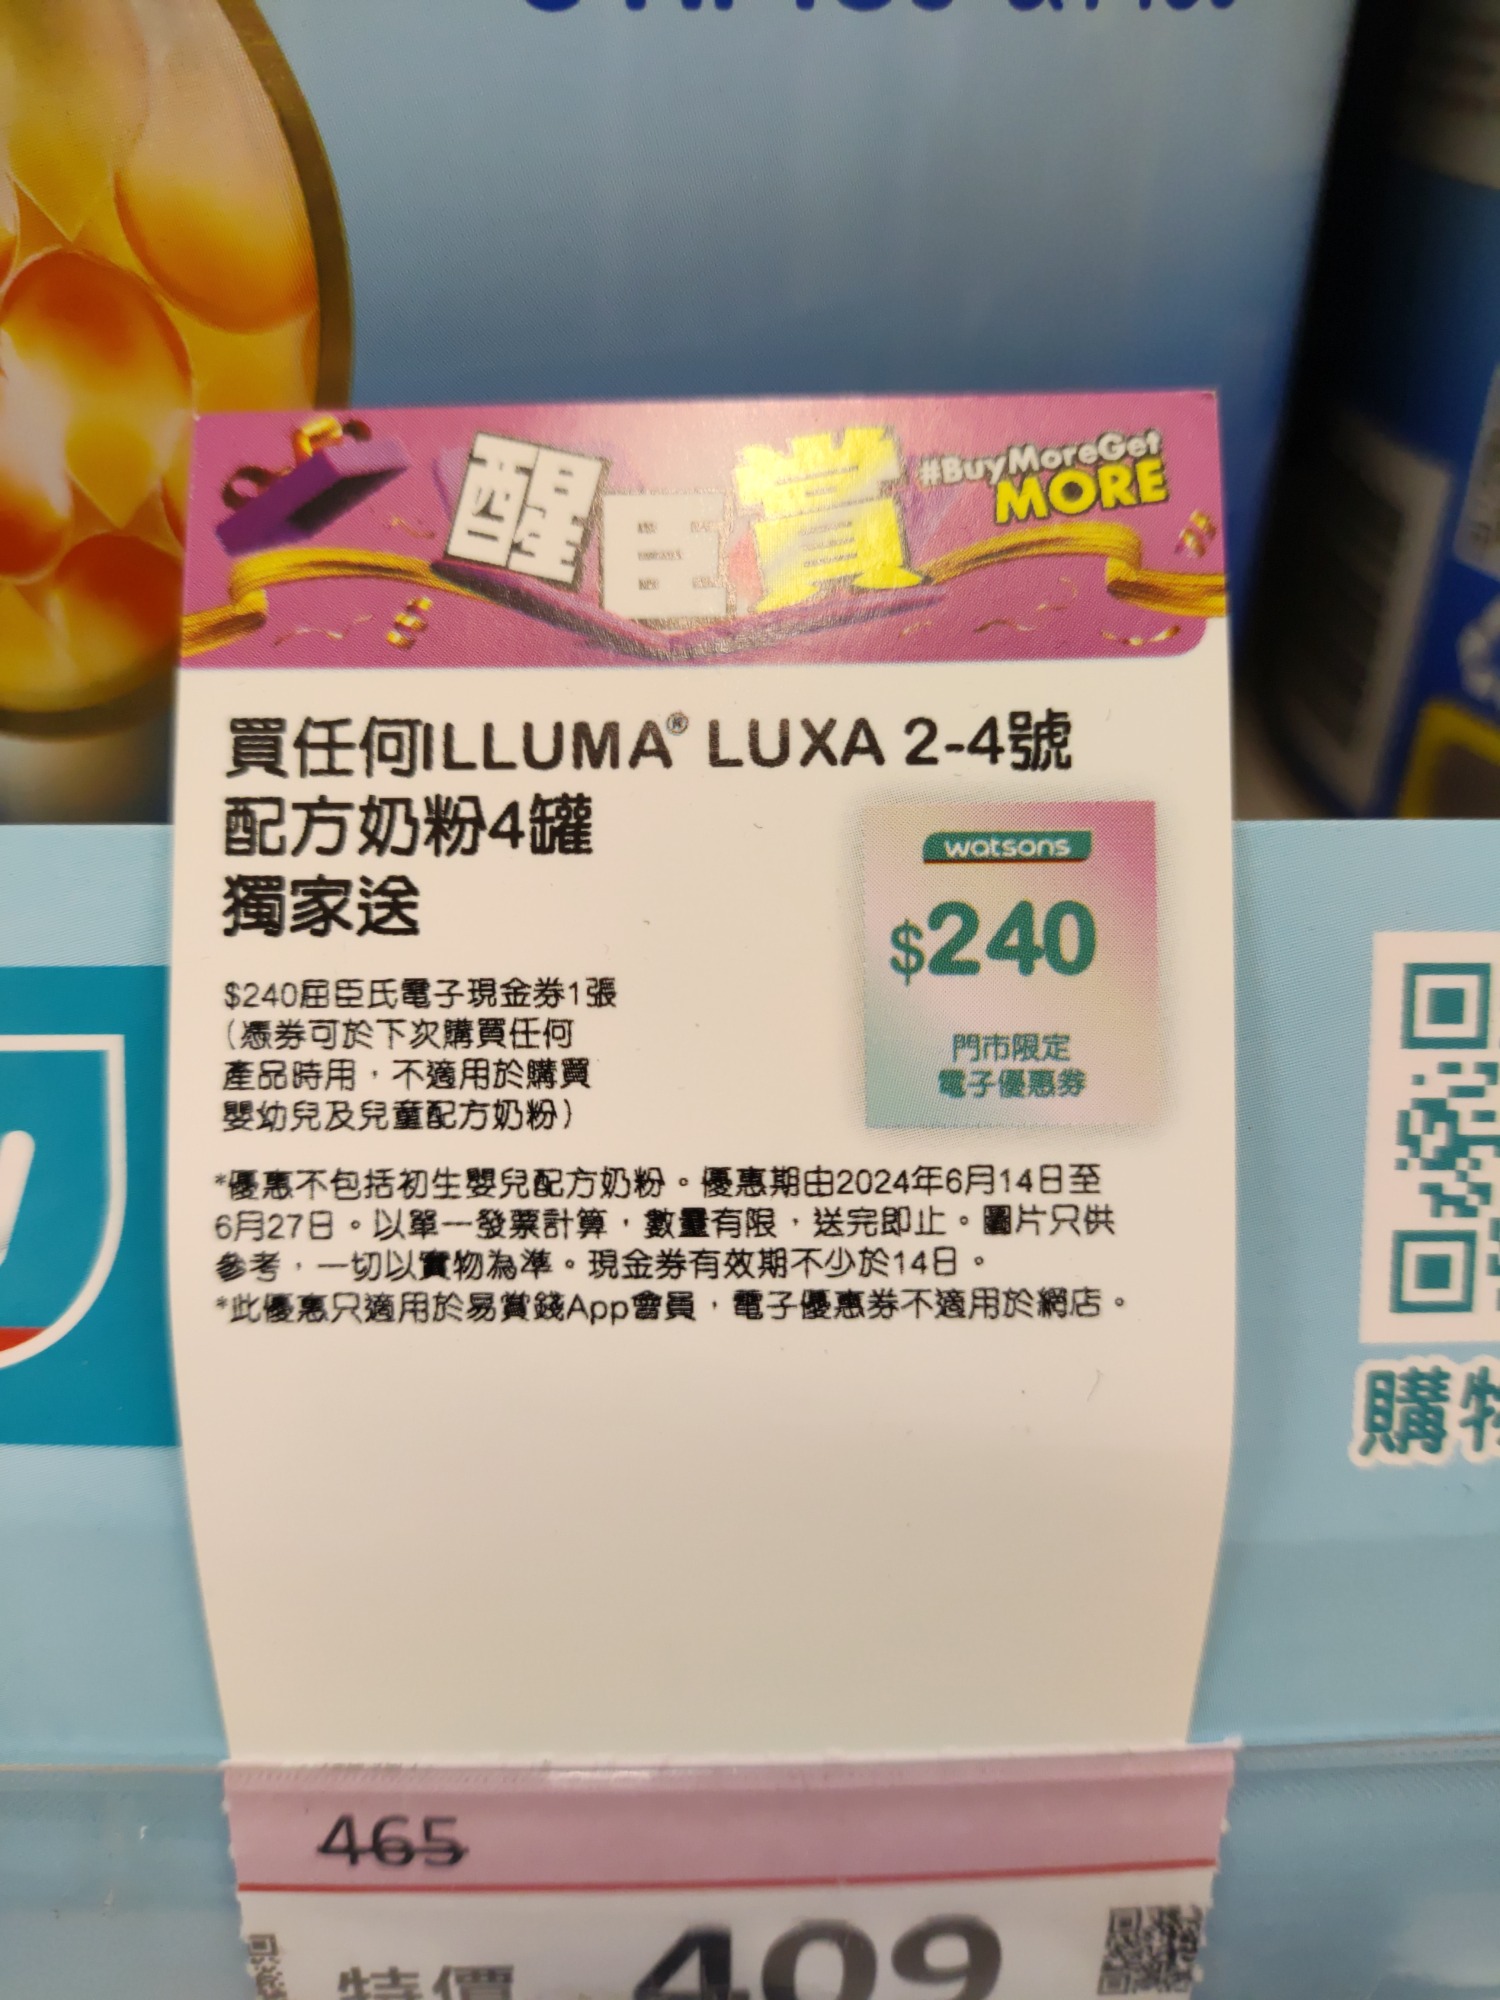 醒臣賞
#BuyMoreGet
MORE
買任何ILLUMA® LUXA 2-4號
配方奶粉4罐
獨家送
$240屈臣氏電子現金券1張
(憑券可於下次購買任何
產品時用，不適用於購買
嬰幼兒及兒童配方奶粉)
watsons
$240
門市限定
電子優惠券
*優惠不包括初生嬰兒配方奶粉。優惠期由2024年6月14日至
6月27日。以單一發票計算，數量有限，送完即止。圖片只供
參考，一切以實物為準。現金券有效期不少於14日。
*此優惠只適用於易賞錢App會員，電子優惠券不適用於網店。
購物
465
特價 409